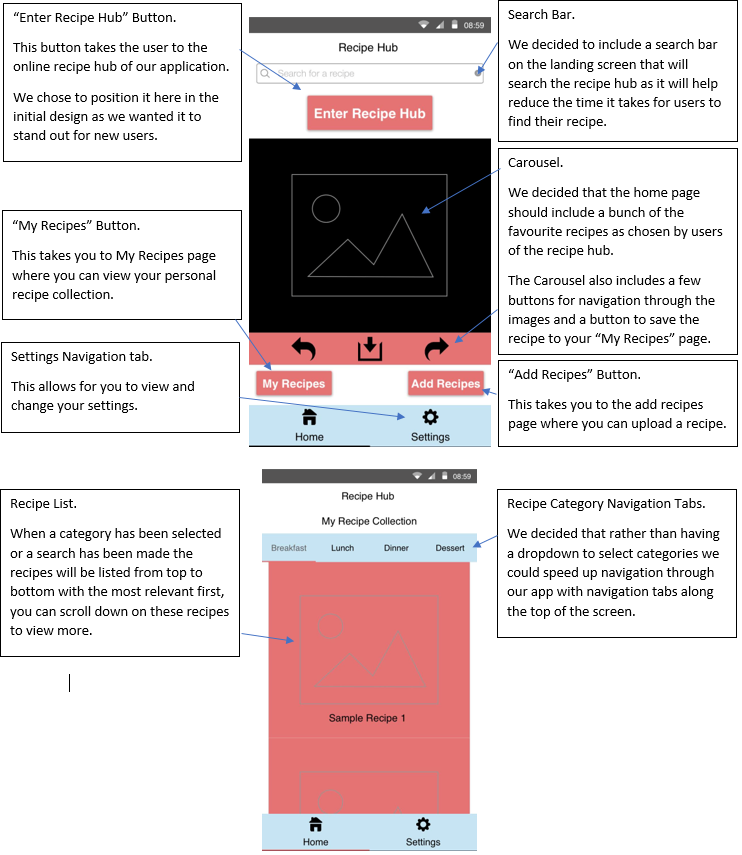 “Enter Recipe Hub” Button.
This button takes the user to the
online recipe hub of our application.
We chose to position it here in the
initial design as we wanted it to
stand out for new users.
08:59
Recipe Hub
Search for a recipe
Enter Recipe Hub
Search Bar.
We decided to include a search bar
on the landing screen that will
search the recipe hub as it will help
reduce the time it takes for users to
find their recipe.
Carousel.
We decided that the home page
should include a bunch of the
favourite recipes as chosen by users
of the recipe hub.
The Carousel also includes a few
buttons for navigation through the
images and a button to save the
recipe to your “My Recipes” page.
“My Recipes” Button.
This takes you to My Recipes page
where you can view your personal
recipe collection.
Settings Navigation tab.
This allows for you to view and
change your settings.
My Recipes
Add Recipes
Home
Settings
“Add Recipes” Button.
This takes you to the add recipes
page where you can upload a recipe.
Recipe List.
When a category has been selected
or a search has been made the
recipes will be listed from top to
bottom with the most relevant first,
you can scroll down on these recipes
to view more.
08:59
Recipe Hub
My Recipe Collection
Breakfast
Lunch
Dinner
Dessert
Sample Recipe 1
Home
Settings
Recipe Category Navigation Tabs.
We decided that rather than having
a dropdown to select categories we
could speed up navigation through
our app with navigation tabs along
the top of the screen.